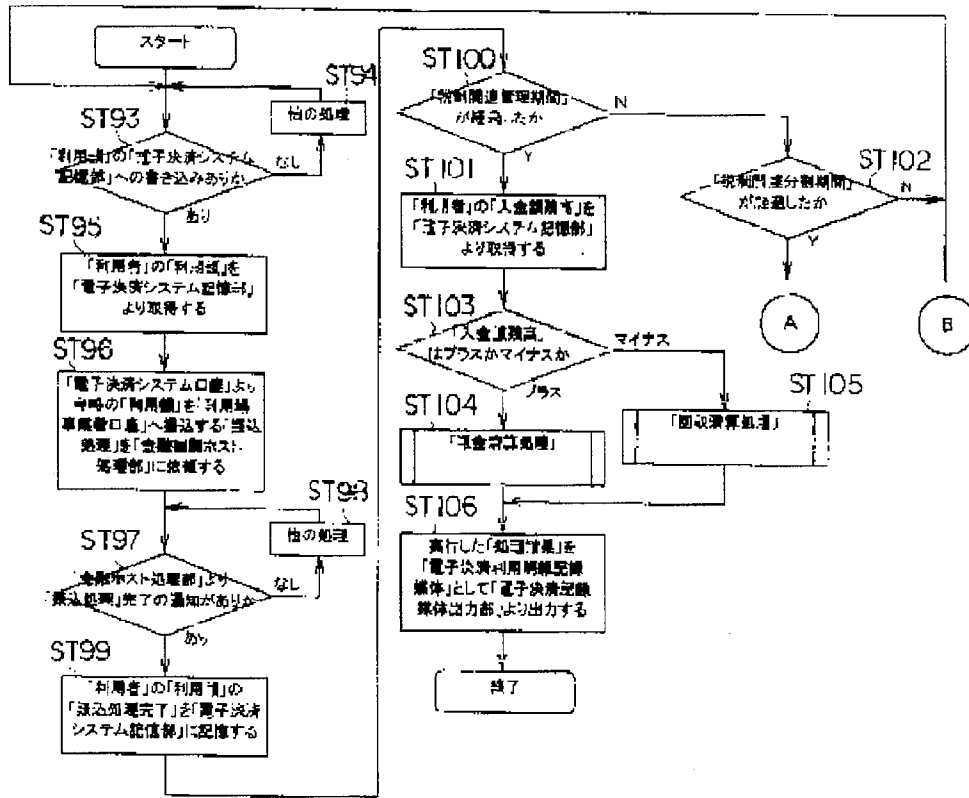 スタート
ST94
他の処理
ST93
「利用者」の「電子決済システム
記憶部」への書き込みありか
なし
あり
ST95
「利用者」の「利用額」を
「電子決済システム記憶部」
より取得する
ST96
「電子決済システム口座」より
の「利用額」を「利用場
事業者口座」へ振込する「振込
処理」を「金融機関ホスト
処理部」に依頼する
ST98
他の処理
ST97
「金融ホスト処理部」より
「振込処理」完了の通知がありか
なし
あり
ST99
「利用者」の「利用額」の
「振込処理完了」を「電子決済
システム記憶部」に記憶する
ST100
「税制関連管理期間」
が経過したか
N
Y
ST101
「利用者」の「入金額残高」を
「電子決済システム記憶部」
より取得する
ST102
「税制関連分割期間」
が経過したか
N
Y
A
B
ST103
「入金額残高」
はプラスかマイナスか
マイナス
プラス
ST104
「返金清算処理」
ST105
「回収清算処理」
ST106
実行した「処理結果」を
「電子決済利用明細記録
媒体」として「電子決済記録
媒体出力部」より出力する
終了